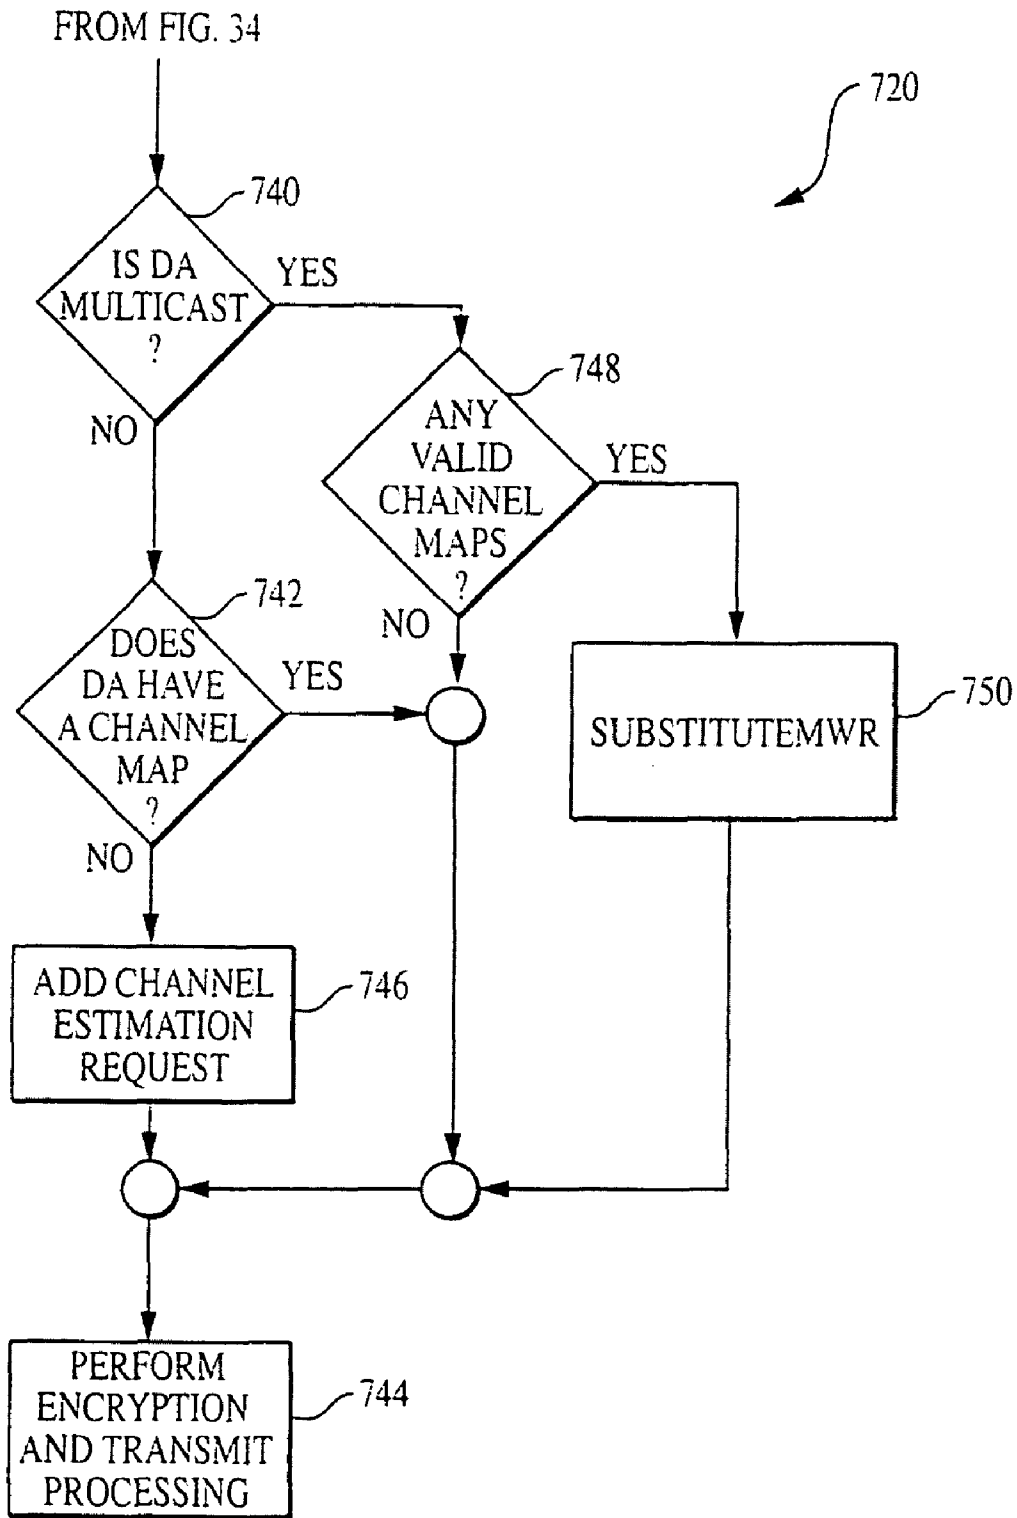 FROM FIG. 34
720
740
IS DA
MULTICAST
?
YES
NO
748
ANY
VALID
CHANNEL
MAPS
?
YES
NO
742
DOES
DA HAVE
A CHANNEL
MAP
?
YES
NO
SUBSTITUTEMWR
750
ADD CHANNEL
ESTIMATION
REQUEST
746
PERFORM
ENCRYPTION
AND TRANSMIT
PROCESSING
744